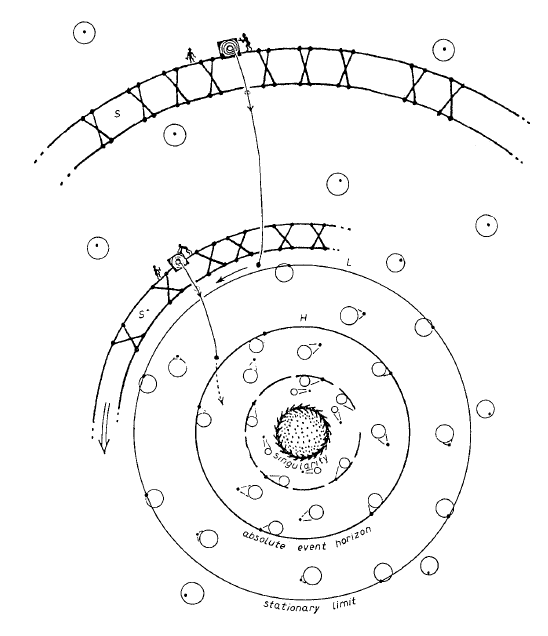 S
L
S*
H
singularity
absolute event horizon
stationary limit